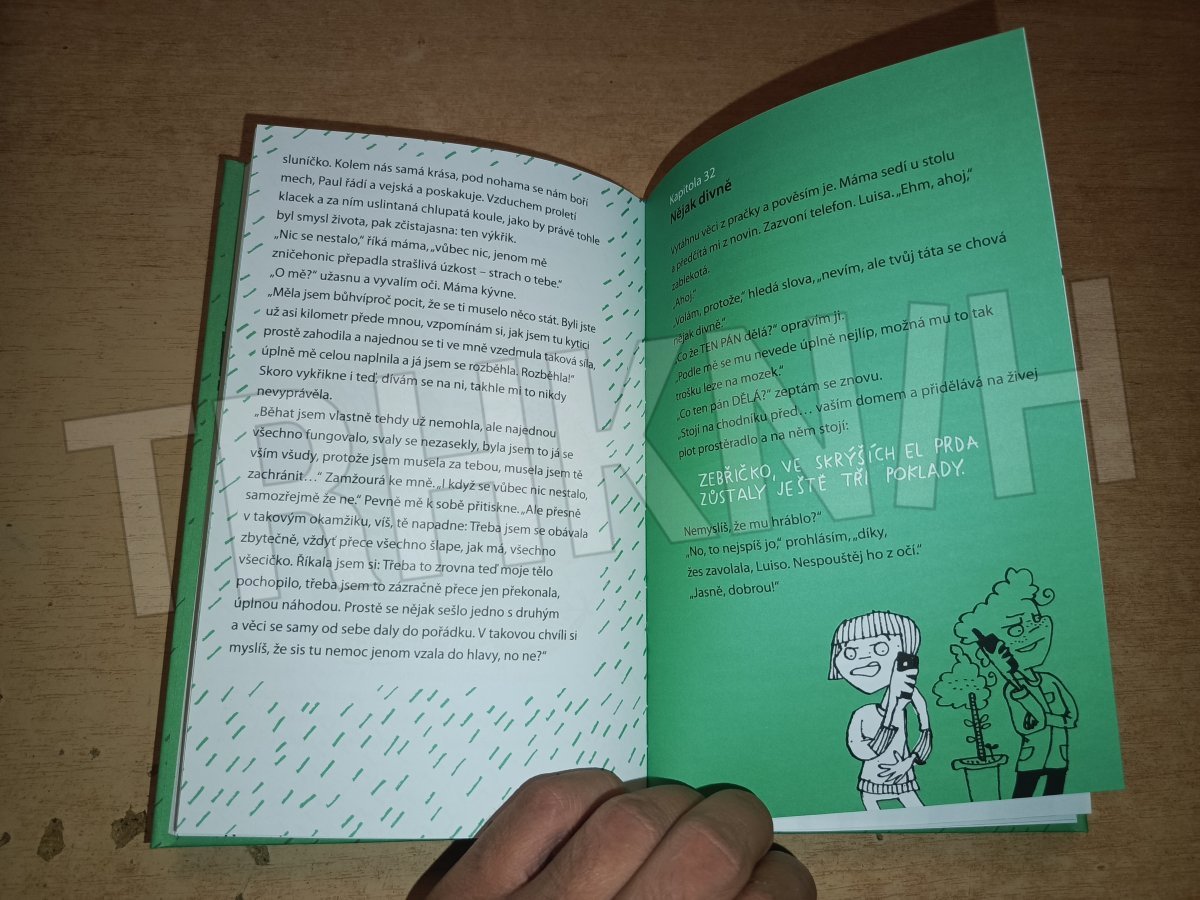 sluníčko. Kolem nás samá krása, pod nohama se nám boří
mech, Paul řádí a vejská a poskakuje. Vzduchem proletí
klacek a za ním uslintaná chlupatá koule, jako by právě tohle
byl smysl života, pak zčistajasna: ten výkřik.
„Nic se nestalo,“ říká máma, „vůbec nic, jenom mě
zničehonic přepadla strašlivá úzkost – strach o tebe.“
„O mě?“ užasnu a vyvalím oči. Máma kývne.
„Měla jsem bůhvíproč pocit, že se ti muselo něco stát. Byli jste
už asi kilometr přede mnou, vzpomínám si, jak jsem tu kytici
prostě zahodila a najednou se ti ve mně vzedmula taková síla,
úplně mě celou naplnila a já jsem se rozběhla. Rozběhla!“
Skoro vykřikne i teď, dívám se na ni, takhle mi to nikdy
nevyprávěla.
„Běhat jsem vlastně tehdy už nemohla, ale najednou
všechno fungovalo, svaly se nezasekly, byla jsem to já se
vším všudy, protože jsem musela za tebou, musela jsem tě
zachránit…“ Zamžourá ke mně. „I když se vůbec nic nestalo,
samozřejmě že ne.“ Pevně mě k sobě přitiskne. „Ale přesně
v takovým okamžiku, víš, tě napadne: Třeba jsem se obávala
zbytečně, vždyť přece všechno šlape, jak má, všechno
všecičko. Říkala jsem si: Třeba to zrovna teď moje tělo
pochopilo, třeba jsem to zázračně přece jen překonala,
úplnou náhodou. Prostě se nějak sešlo jedno s druhým
a věci se samy od sebe daly do pořádku. V takovou chvíli si
myslíš, že sis tu nemoc jenom vzala do hlavy, no ne?“
Kapitola 32
Nějak divně
Vytáhnu věci z pračky a pověsím je. Máma sedí u stolu
a předčítá mi z novin. Zazvoní telefon. Luisa. „Ehm, ahoj,“
zablekotá.
„Ahoj.“
„Volám, protože,“ hledá slova, „nevím, ale tvůj táta se chová
nějak divně.“
„Co že TEN PÁN dělá?“ opravím ji.
„Podle mě se mu nevede úplně nejlíp, možná mu to tak
trošku leze na mozek.“
„Co ten pán DĚLÁ?“ zeptám se znovu.
„Stojí na chodníku před… vaším domem a přidělává na živej
plot prostěradlo a na něm stojí:
ZEBŘIČKO, VE SKRÝŠÍCH EL PRDA
ZŮSTALY JEŠTĚ TŘI POKLADY.
Nemyslíš, že mu hráblo?“
„No, to nejspíš jo,“ prohlásím, „díky,
žes zavolala, Luiso. Nespouštěj ho z očí.“
„Jasně, dobrou!“
TRHKNIH